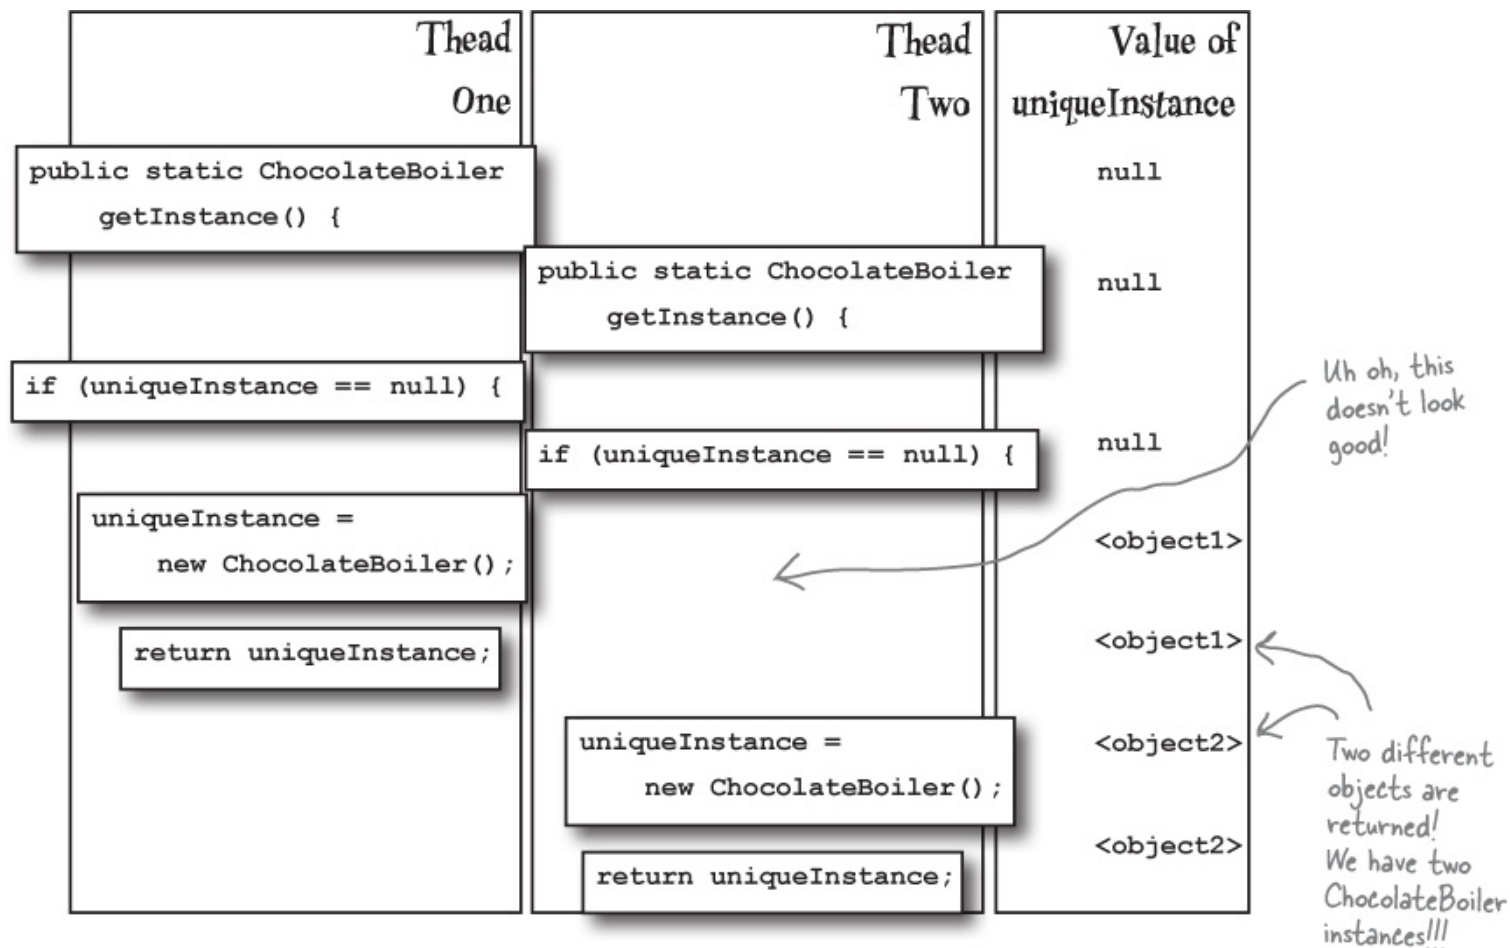 Thead
One
Thead
Two
Value of
uniqueInstance
public static ChocolateBoiler
getInstance() {
null
public static ChocolateBoiler
getInstance() {
null
if (uniqueInstance == null) {
if (uniqueInstance == null) {
null
Uh oh, this
doesn't look
good!
uniqueInstance =
new ChocolateBoiler();
<object1>
return uniqueInstance;
<object1>
uniqueInstance =
new ChocolateBoiler();
<object2>
return uniqueInstance;
<object2>
Two different
objects are
returned!
We have two
ChocolateBoiler
instances!!!